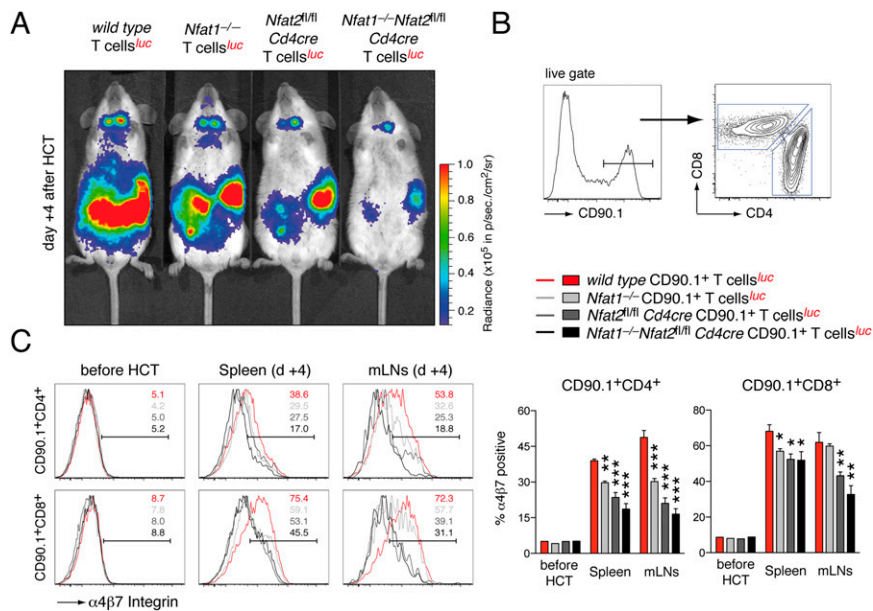 A
wild type
T cells luc
Nfat1–/–
T cells luc
Nfat2fl/fl
Cd4cre
T cells luc
Nfat1–/–Nfat2fl/fl
Cd4cre
T cells luc
day +4 after HCT
1.0
0.8
0.6
0.4
0.2
Radiance (x10⁵ in p/sec./cm²/sr)
B
live gate
CD90.1
CD8
CD4
wild type CD90.1+ T cells luc
Nfat1–/– CD90.1+ T cells luc
Nfat2fl/fl Cd4cre CD90.1+ T cells luc
Nfat1–/–Nfat2fl/fl Cd4cre CD90.1+ T cells luc
C
before HCT
Spleen (d +4)
mLNs (d +4)
CD90.1+CD4+
5.1
4.2
5.0
5.2
38.6
29.5
27.5
17.0
53.8
32.6
25.3
18.8
CD90.1+CD8+
8.7
7.8
8.0
8.8
75.4
59.1
53.1
45.5
72.3
57.7
39.1
31.1
α4β7 Integrin
CD90.1+CD4+
% α4β7 positive
60
45
30
15
0
**
***
***
***
***
***
before HCT
Spleen
mLNs
CD90.1+CD8+
80
60
40
20
0
*
*
*
**
**
before HCT
Spleen
mLNs